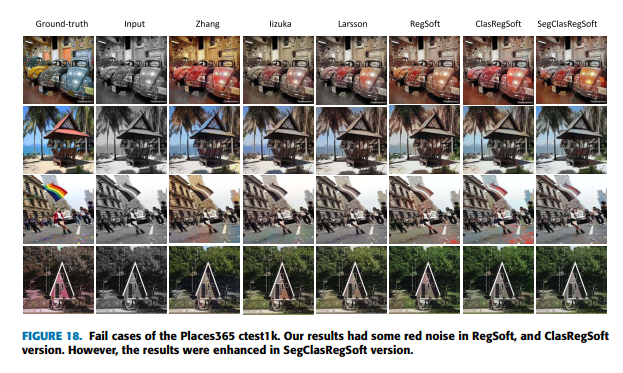 Ground-truth Input Zhang Iizuka Larsson RegSoft ClasRegSoft SegClasRegSoft
FIGURE 18. Fail cases of the Places365 ctest1k. Our results had some red noise in RegSoft, and ClasRegSoft
version. However, the results were enhanced in SegClasRegSoft version.